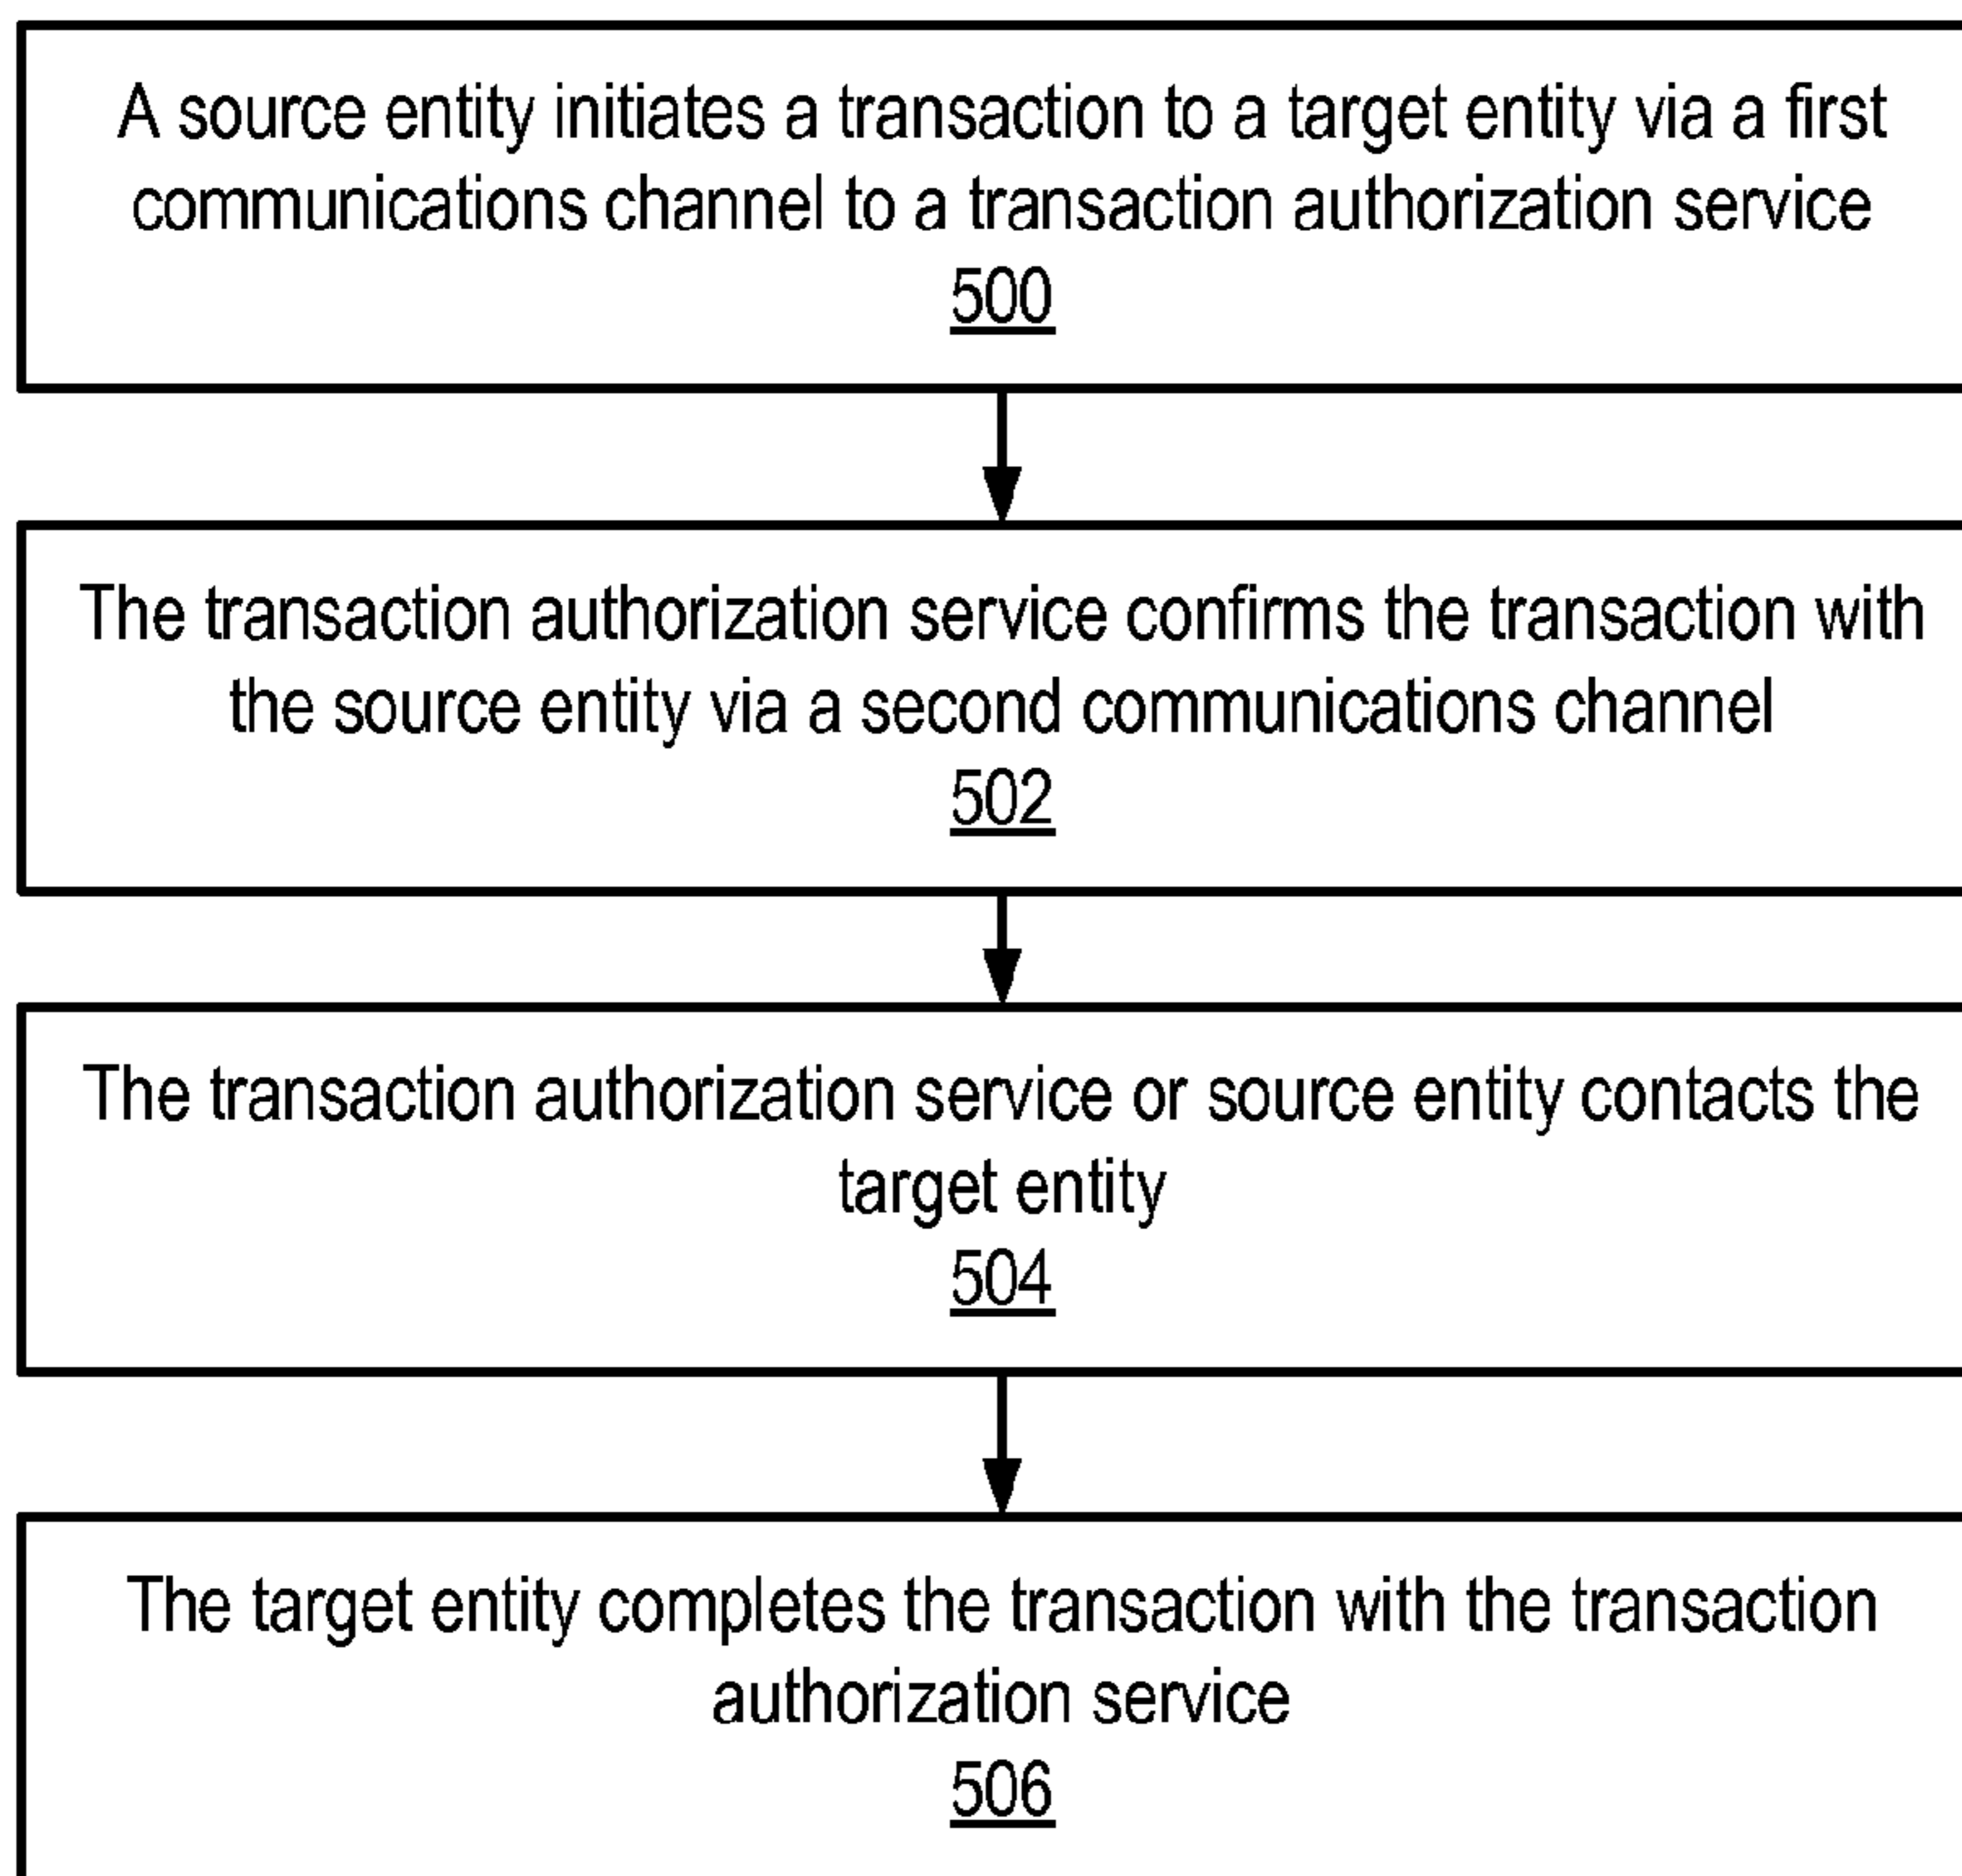 A source entity initiates a transaction to a target entity via a first
communications channel to a transaction authorization service
500
The transaction authorization service confirms the transaction with
the source entity via a second communications channel
502
The transaction authorization service or source entity contacts the
target entity
504
The target entity completes the transaction with the transaction
authorization service
506